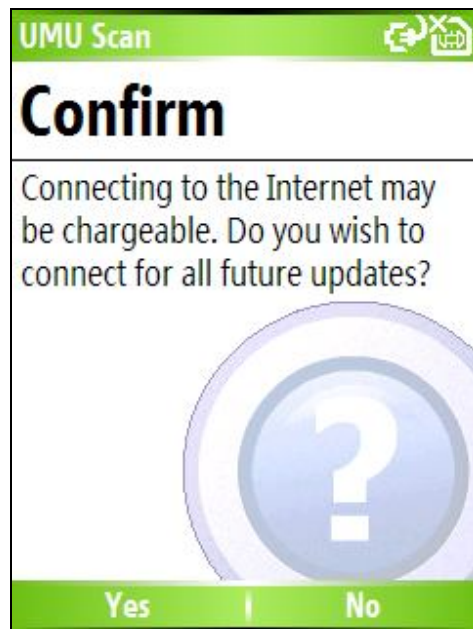 UMU Scan
Confirm
Connecting to the Internet may
be chargeable. Do you wish to
connect for all future updates?
?
Yes No